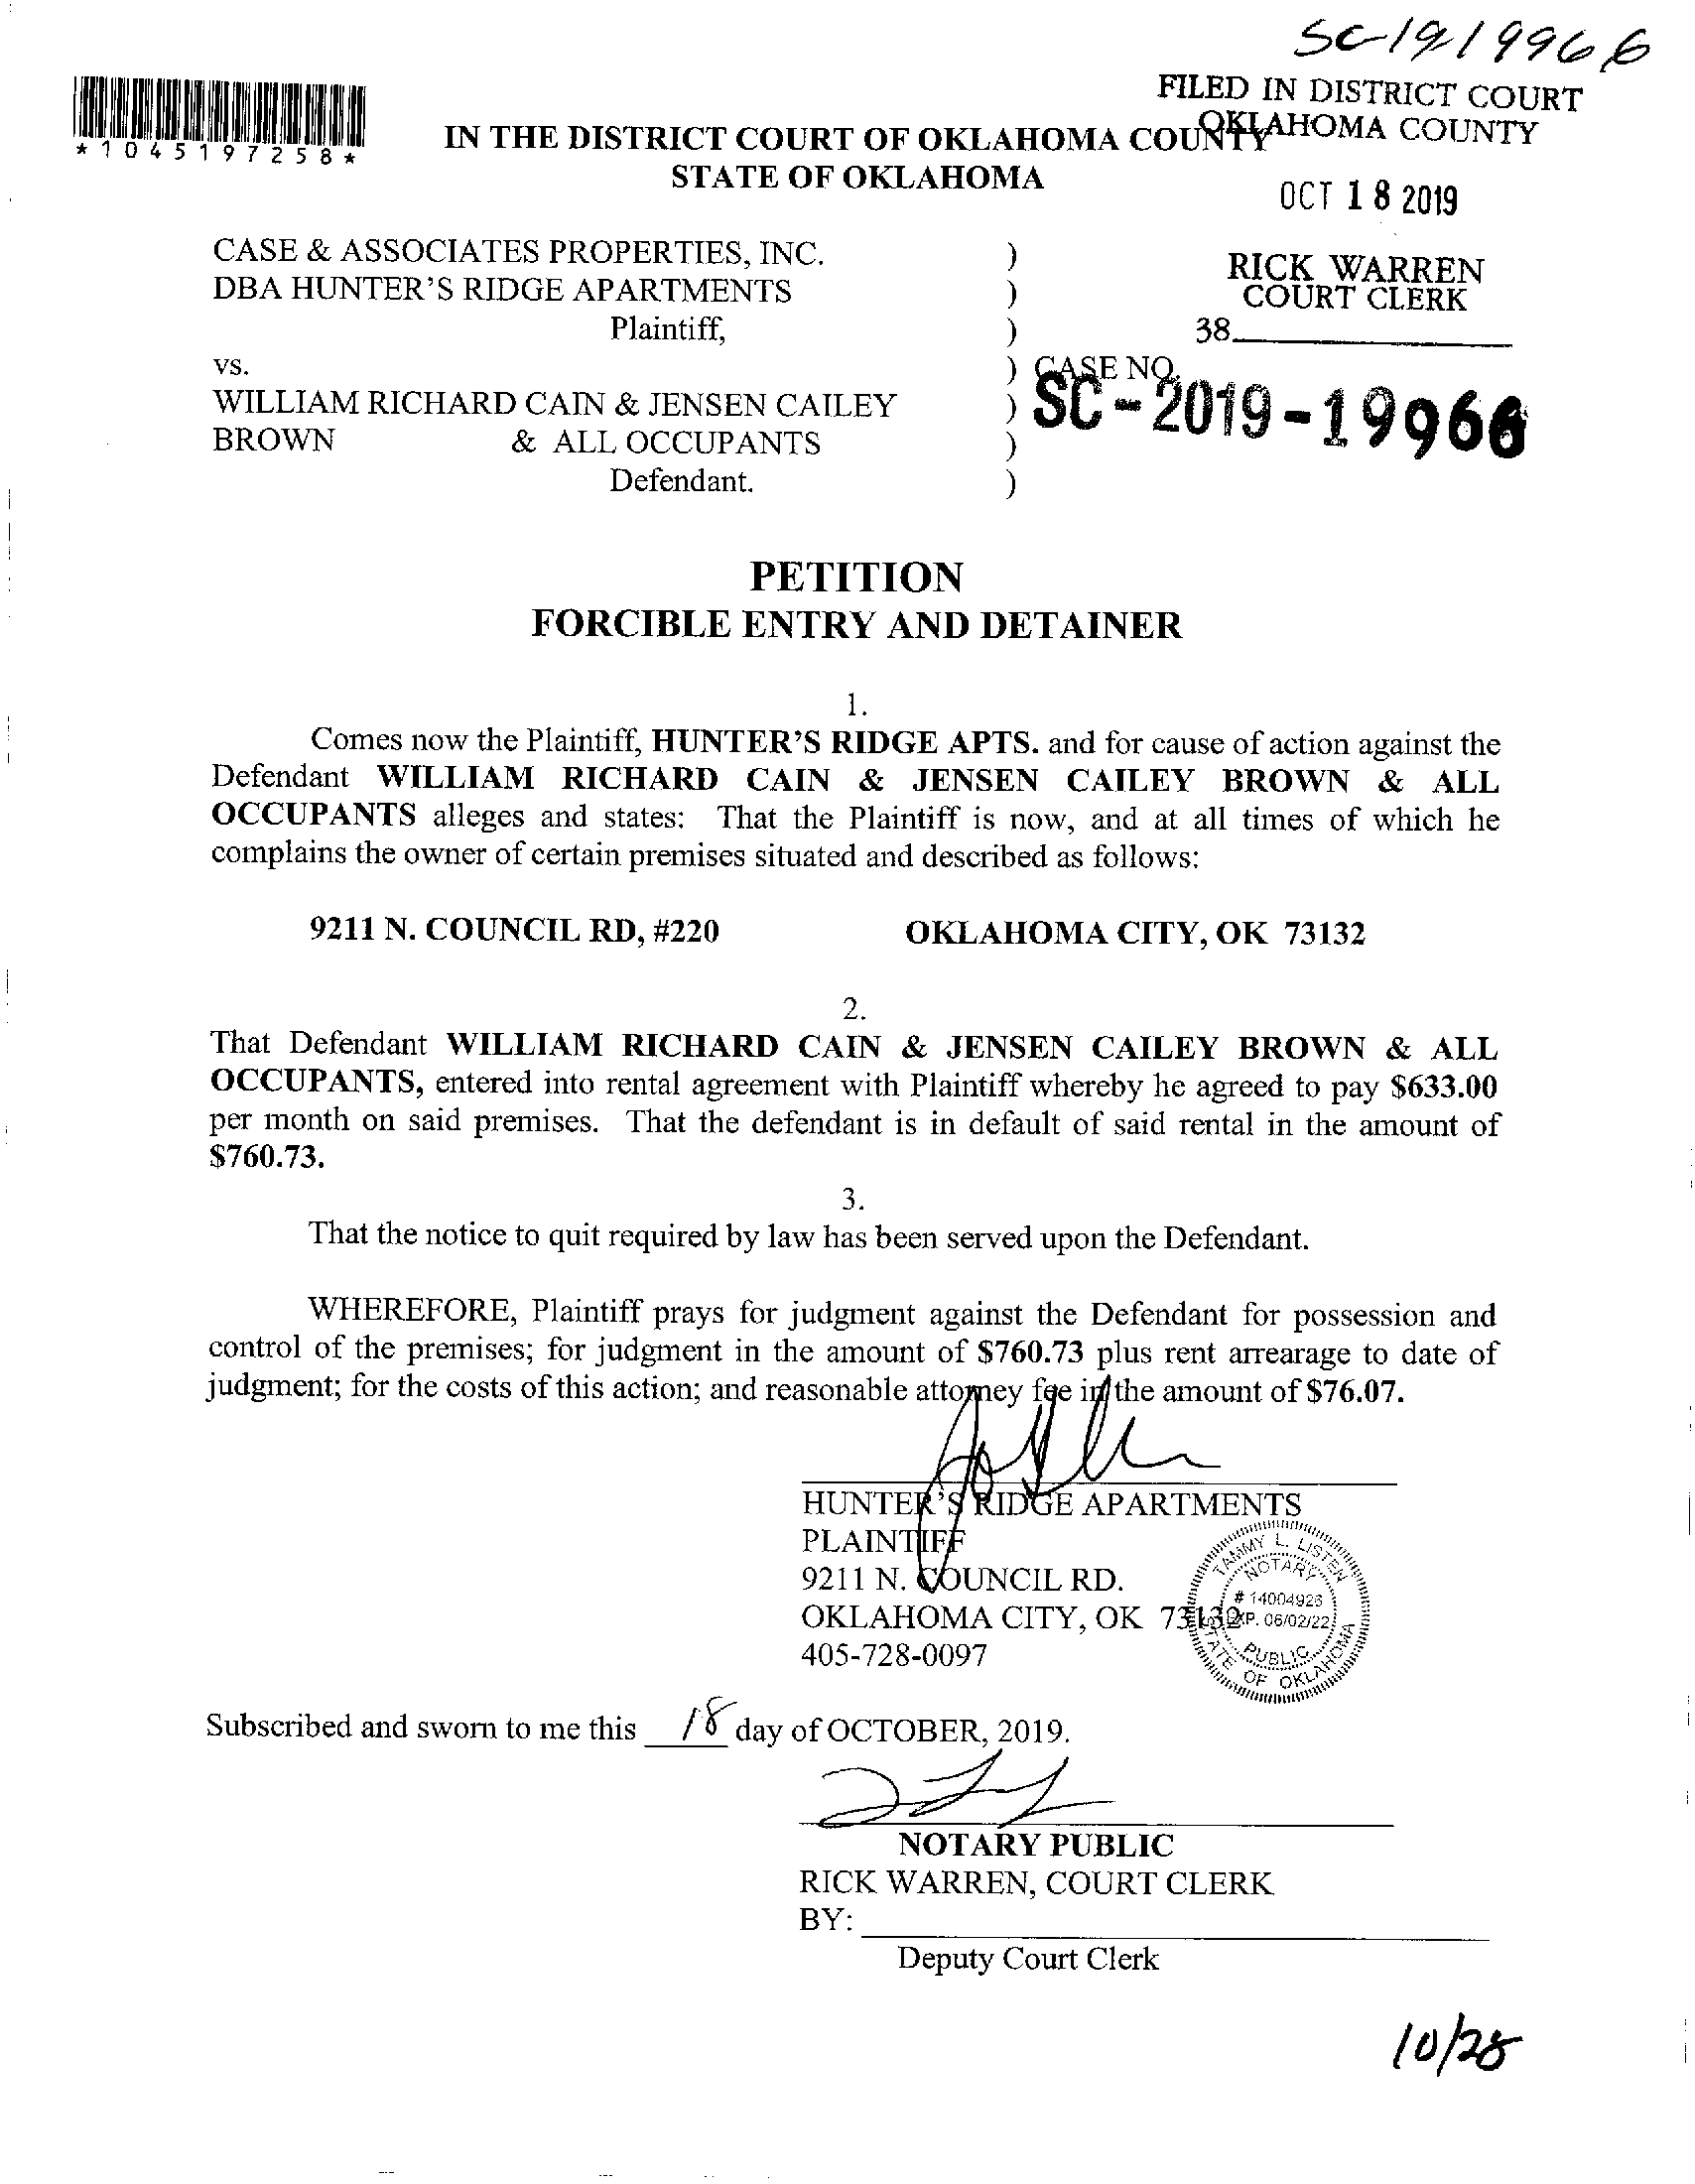 SC-19-19966
FILED IN DISTRICT COURT
OKLAHOMA COUNTY
*1045197258*
IN THE DISTRICT COURT OF OKLAHOMA COUNTY
STATE OF OKLAHOMA
OCT 18 2019
RICK WARREN
COURT CLERK
38
CASE & ASSOCIATES PROPERTIES, INC. )
DBA HUNTER'S RIDGE APARTMENTS )
Plaintiff, )
vs. ) CASE NO.
SC-2019-19966
WILLIAM RICHARD CAIN & JENSEN CAILEY )
BROWN & ALL OCCUPANTS )
Defendant. )
PETITION
FORCIBLE ENTRY AND DETAINER
1.
Comes now the Plaintiff, HUNTER'S RIDGE APTS. and for cause of action against the
Defendant WILLIAM RICHARD CAIN & JENSEN CAILEY BROWN & ALL
OCCUPANTS alleges and states: That the Plaintiff is now, and at all times of which he
complains the owner of certain premises situated and described as follows:
9211 N. COUNCIL RD, #220 OKLAHOMA CITY, OK 73132
2.
That Defendant WILLIAM RICHARD CAIN & JENSEN CAILEY BROWN & ALL
OCCUPANTS, entered into rental agreement with Plaintiff whereby he agreed to pay $633.00
per month on said premises. That the defendant is in default of said rental in the amount of
$760.73.
3.
That the notice to quit required by law has been served upon the Defendant.
WHEREFORE, Plaintiff prays for judgment against the Defendant for possession and
control of the premises; for judgment in the amount of $760.73 plus rent arrearage to date of
judgment; for the costs of this action; and reasonable attorney fee in the amount of $76.07.
HUNTER'S RIDGE APARTMENTS
PLAINTIFF
9211 N. COUNCIL RD.
OKLAHOMA CITY, OK 73132
405-728-0097
TAMMY L. LISTEN
NOTARY
# 14004926
EXP. 06/02/22
PUBLIC
STATE OF OKLAHOMA
Subscribed and sworn to me this 18 day of OCTOBER, 2019.
NOTARY PUBLIC
RICK WARREN, COURT CLERK
BY:
Deputy Court Clerk
10/28